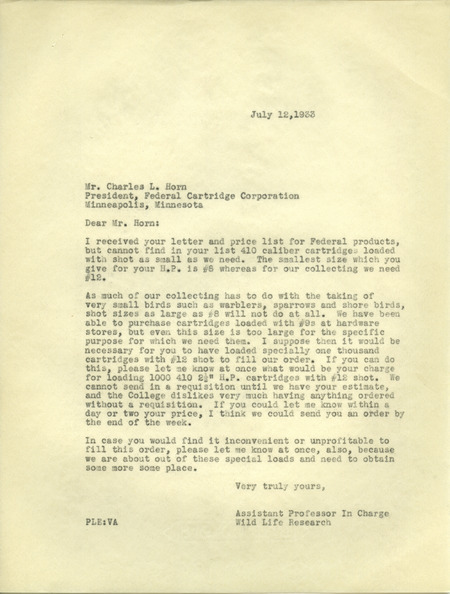 July 12,1933
Mr. Charles L. Horn
President, Federal Cartridge Corporation
Minneapolis, Minnesota
Dear Mr. Horn:
I received your letter and price list for Federal products,
but cannot find in your list 410 caliber cartridges loaded
with shot as small as we need. The smallest size which you
give for your H.P. is #8 whereas for our collecting we need
#12.
As much of our collecting has to do with the taking of
very small birds such as warblers, sparrows and shore birds,
shot sizes as large as #8 will not do at all. We have been
able to purchase cartridges loaded with #9s at hardware
stores, but even this size is too large for the specific
purpose for which we need them. I suppose then it would be
necessary for you to have loaded specially one thousand
cartridges with #12 shot to fill our order. If you can do
this, please let me know at once what would be your charge
for loading 1000 410 2½" H.P. cartridges with #12 shot. We
cannot send in a requisition until we have your estimate,
and the College dislikes very much having anything ordered
without a requisition. If you could let me know within a
day or two your price, I think we could send you an order by
the end of the week.
In case you would find it inconvenient or unprofitable to
fill this order, please let me know at once, also, because
we are about out of these special loads and need to obtain
some more some place.
Very truly yours,
Assistant Professor In Charge
PLE:VA Wild Life Research